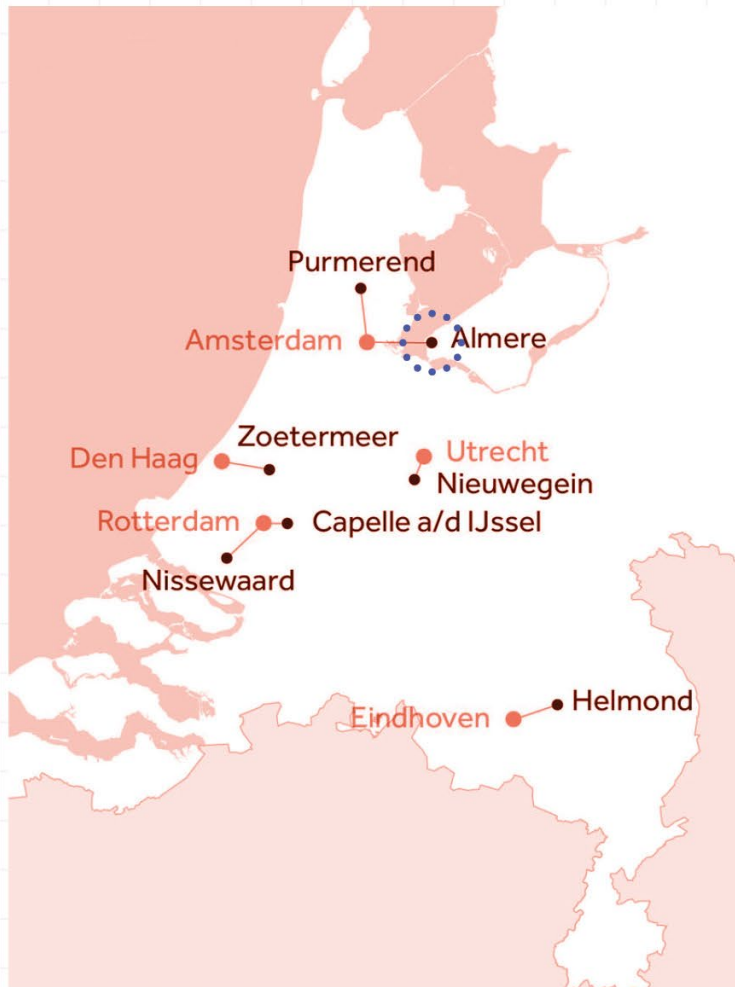 Purmerend
Amsterdam
Almere
Zoetermeer
Den Haag
Utrecht
Nieuwegein
Rotterdam
Capelle a/d IJssel
Nissewaard
Helmond
Eindhoven